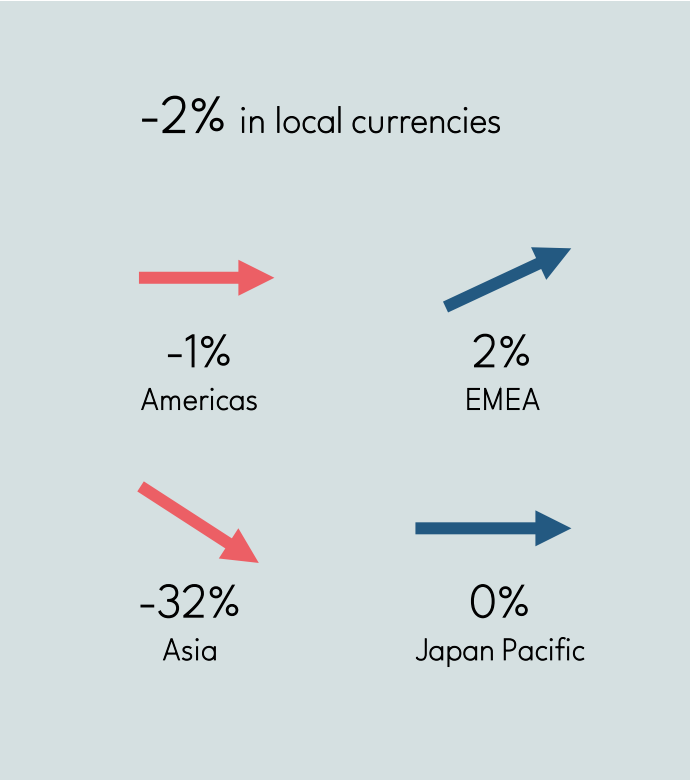 -2% in local currencies
-1%
Americas
2%
EMEA
-32%
Asia
0%
Japan Pacific